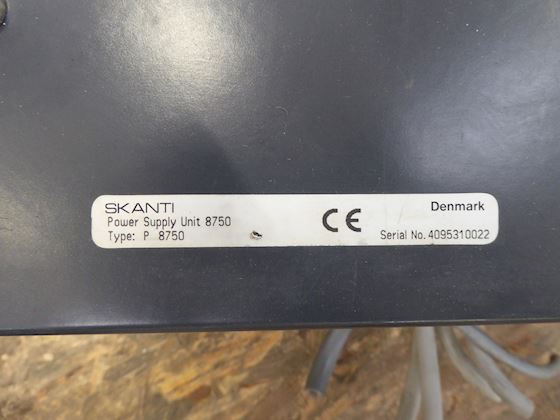 SKANTI
Denmark
Power Supply Unit 8750
CE
Type: P 8750
Serial No. 4095310022